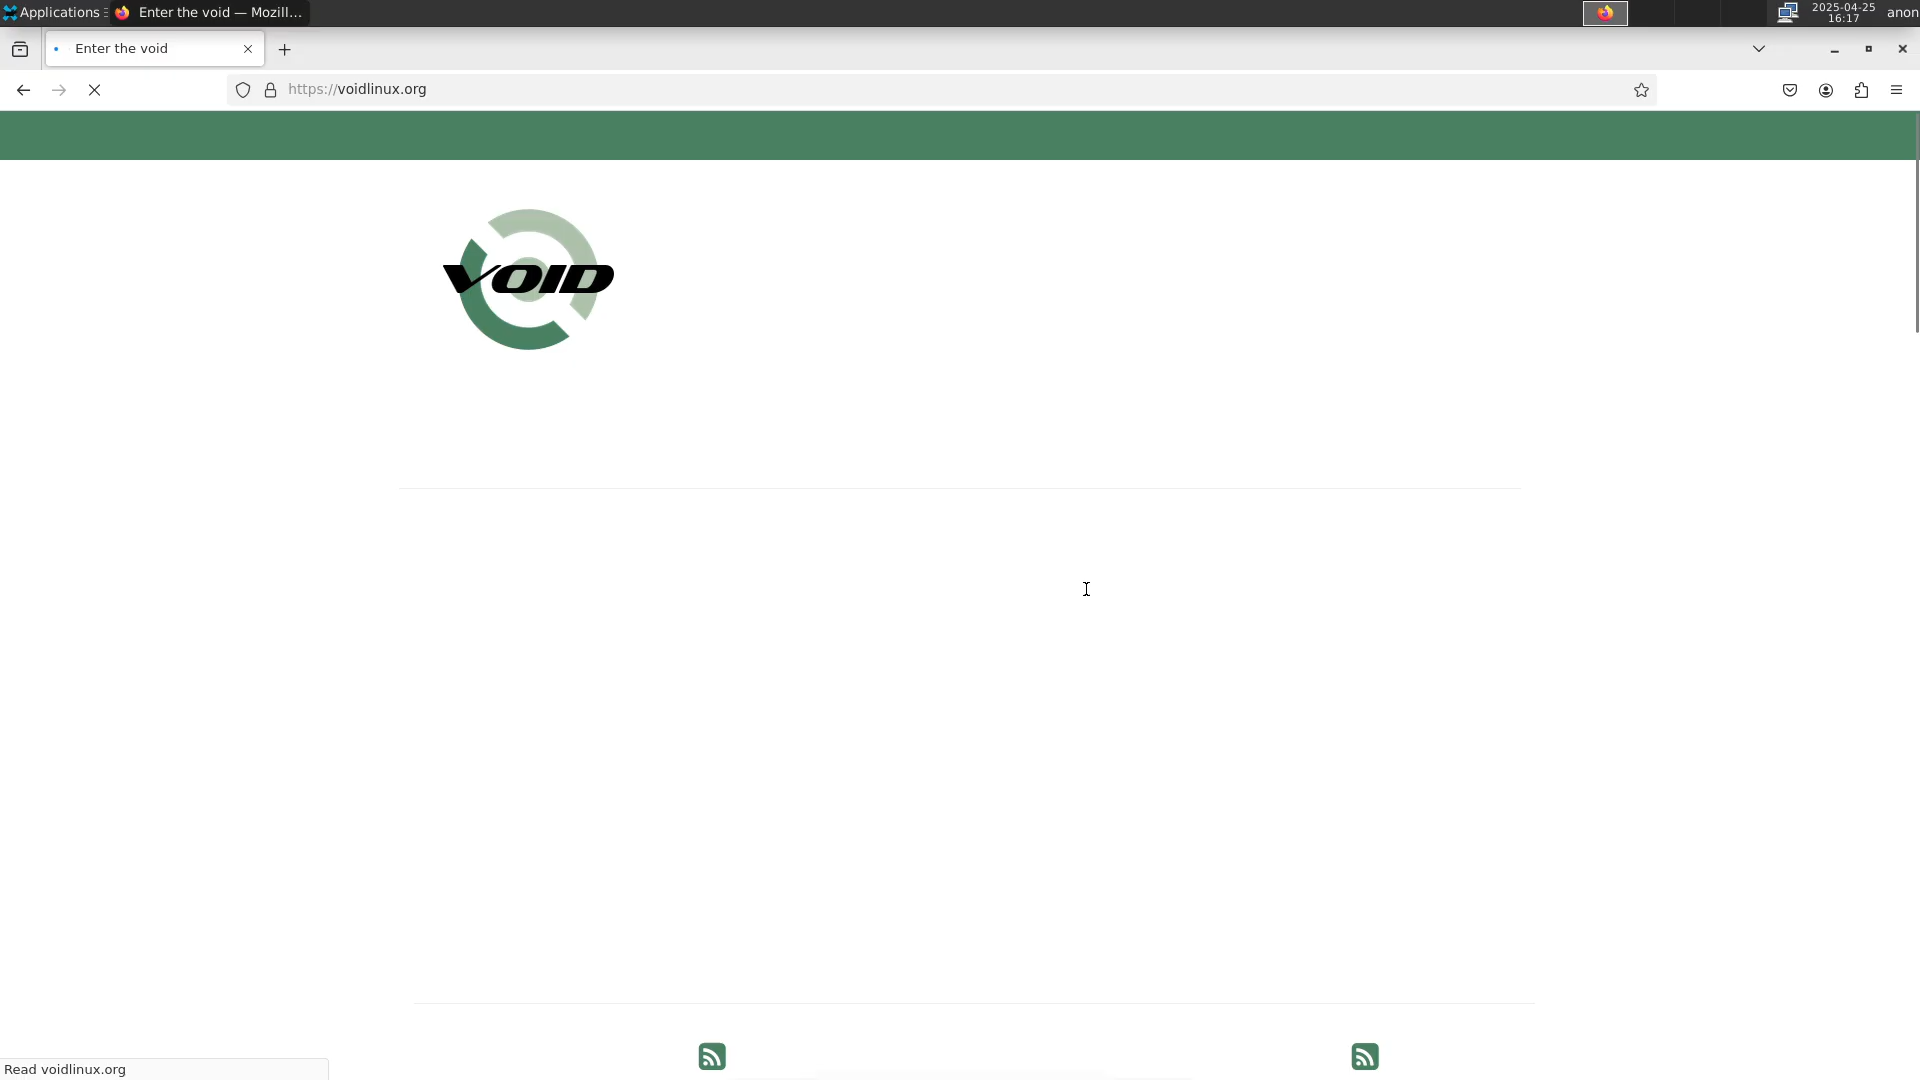 Applications
Enter the void — Mozill...
2025-04-25
16:17
anon
Enter the void
https://voidlinux.org
VOID
Read voidlinux.org